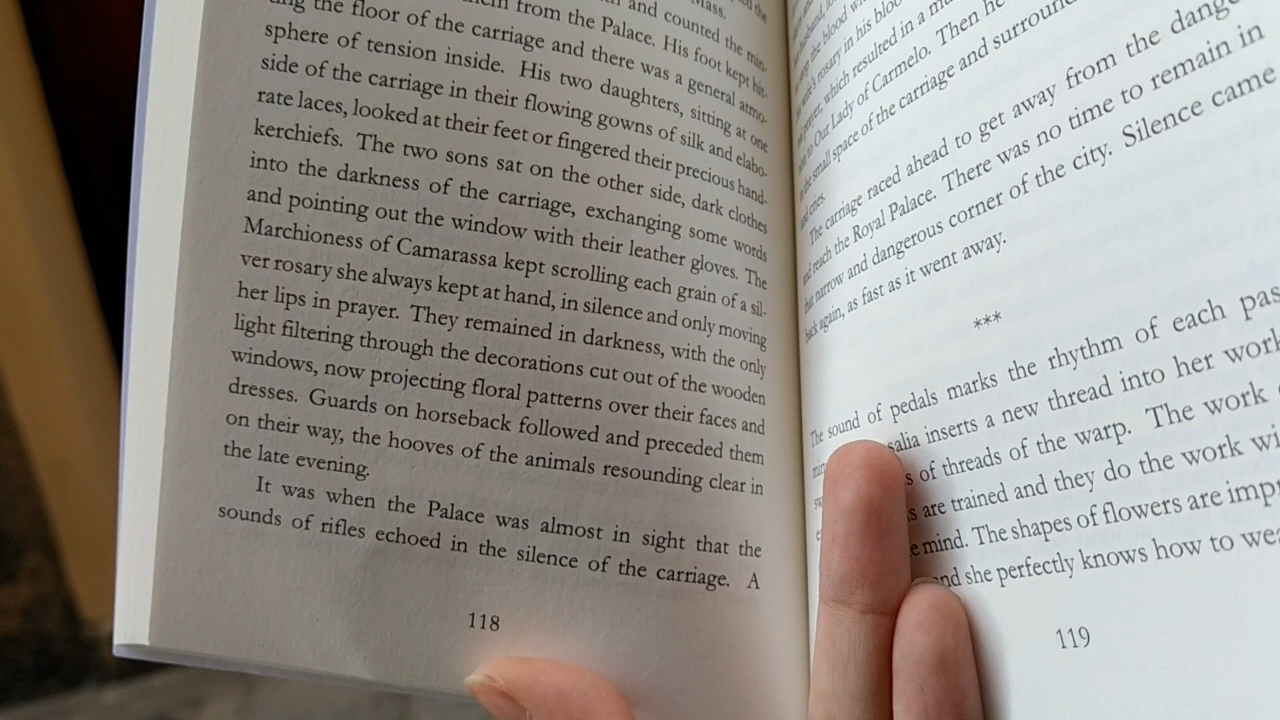 Mass.
and counted the min-
from the Palace. His foot kept hit-
ting the floor of the carriage and there was a general atmo-
sphere of tension inside. His two daughters, sitting at one
side of the carriage in their flowing gowns of silk and elabo-
rate laces, looked at their feet or fingered their precious hand-
kerchiefs. The two sons sat on the other side, dark clothes
into the darkness of the carriage, exchanging some words
and pointing out the window with their leather gloves. The
Marchioness of Camarassa kept scrolling each grain of a sil-
ver rosary she always kept at hand, in silence and only moving
her lips in prayer. They remained in darkness, with the only
light filtering through the decorations cut out of the wooden
windows, now projecting floral patterns over their faces and
dresses. Guards on horseback followed and preceded them
on their way, the hooves of the animals resounding clear in
the late evening.
It was when the Palace was almost in sight that the
sounds of rifles echoed in the silence of the carriage. A
118
the blood
rosary in his
which resulted in a
Our Lady of Carmelo. Then he
the small space of the carriage and
and cries.
The carriage raced ahead to get away from the
and reach the Royal Palace. There was no time to remain in
that narrow and dangerous corner of the city. Silence came
back again, as fast as it went away.
***
The sound of pedals marks the rhythm of each
inserts a new thread into her
of threads of the warp. The work
are trained and they do the work
mind. The shapes of flowers are
she perfectly knows how to
119